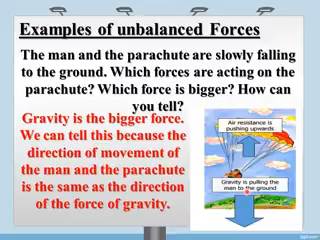 Examples of unbalanced Forces
The man and the parachute are slowly falling
to the ground. Which forces are acting on the
parachute? Which force is bigger? How can
you tell?
Gravity is the bigger force.
We can tell this because the
direction of movement of
the man and the parachute
is the same as the direction
of the force of gravity.
Air resistance is
pushing upwards
Gravity is pulling the
man to the ground